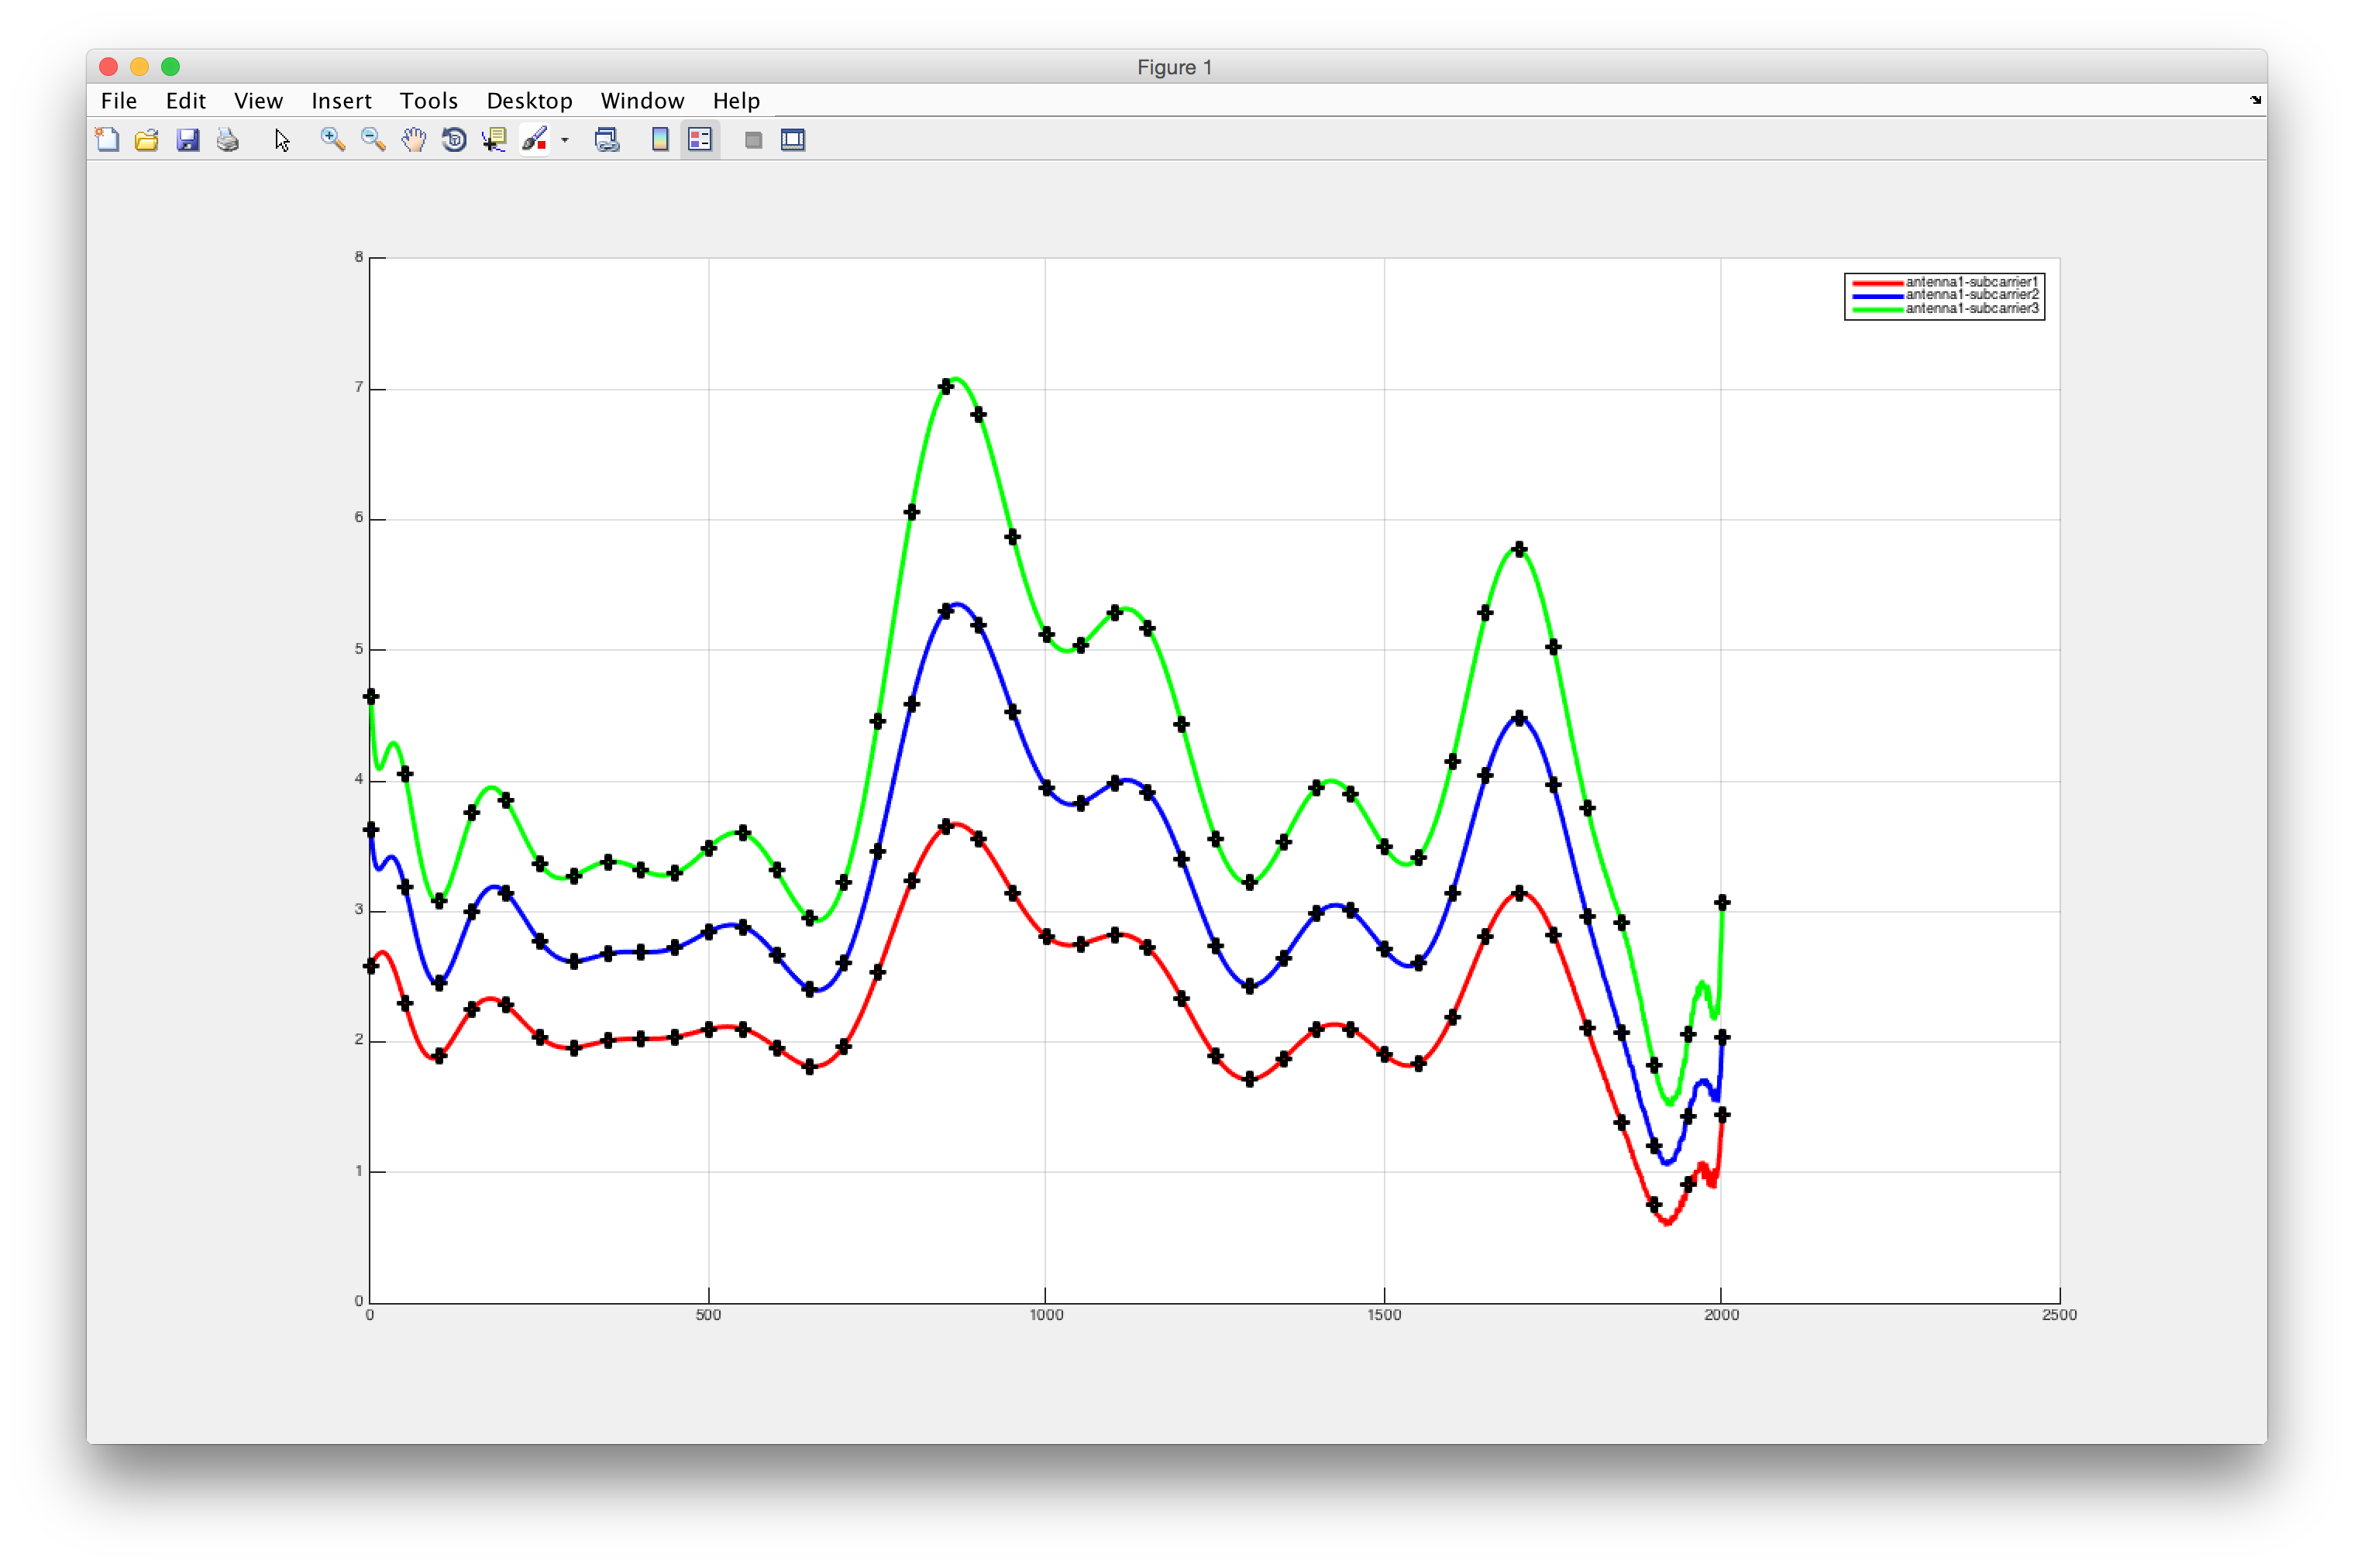 Figure 1
File Edit View Insert Tools Desktop Window Help
8
antenna1-subcarrier1
antenna1-subcarrier2
antenna1-subcarrier3
7
6
5
4
3
2
1
0
0 500 1000 1500 2000 2500